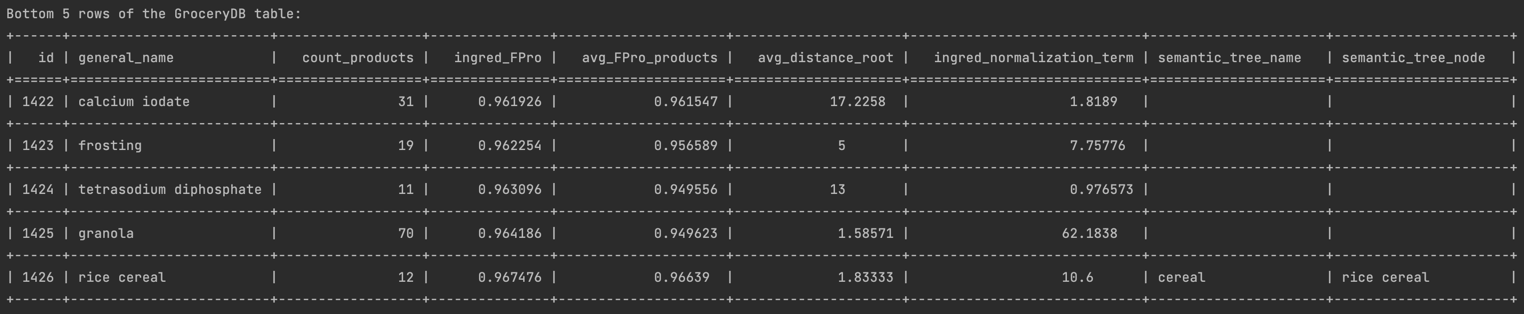 Bottom 5 rows of the GroceryDB table:
+------+-------------------------+------------------+---------------+---------------------+---------------------+-----------------------------+----------------------+----------------------+
|   id | general_name            |   count_products |   ingred_FPro |   avg_FPro_products |   avg_distance_root |   ingred_normalization_term | semantic_tree_name   | semantic_tree_node   |
+======+=========================+==================+===============+=====================+=====================+=============================+======================+======================+
| 1422 | calcium iodate          |               31 |      0.961926 |            0.961547 |            17.2258  |                    1.8189   |                      |                      |
+------+-------------------------+------------------+---------------+---------------------+---------------------+-----------------------------+----------------------+----------------------+
| 1423 | frosting                |               19 |      0.962254 |            0.956589 |             5       |                    7.75776  |                      |                      |
+------+-------------------------+------------------+---------------+---------------------+---------------------+-----------------------------+----------------------+----------------------+
| 1424 | tetrasodium diphosphate |               11 |      0.963096 |            0.949556 |            13       |                    0.976573 |                      |                      |
+------+-------------------------+------------------+---------------+---------------------+---------------------+-----------------------------+----------------------+----------------------+
| 1425 | granola                 |               70 |      0.964186 |            0.949623 |             1.58571 |                   62.1838   |                      |                      |
+------+-------------------------+------------------+---------------+---------------------+---------------------+-----------------------------+----------------------+----------------------+
| 1426 | rice cereal             |               12 |      0.967476 |            0.96639  |             1.83333 |                   10.6      | cereal               | rice cereal          |
+------+-------------------------+------------------+---------------+---------------------+---------------------+-----------------------------+----------------------+----------------------+